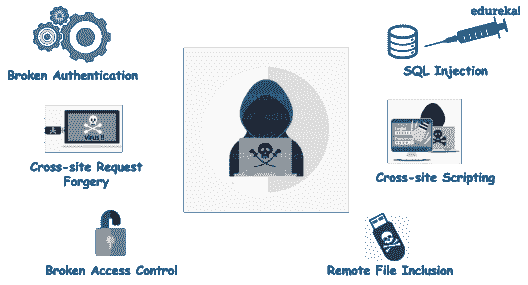 edureka!
Broken Authentication
SQL Injection
VIRUS
Cross-site Request
Forgery
Cross-site Scripting
Broken Access Control
Remote File Inclusion